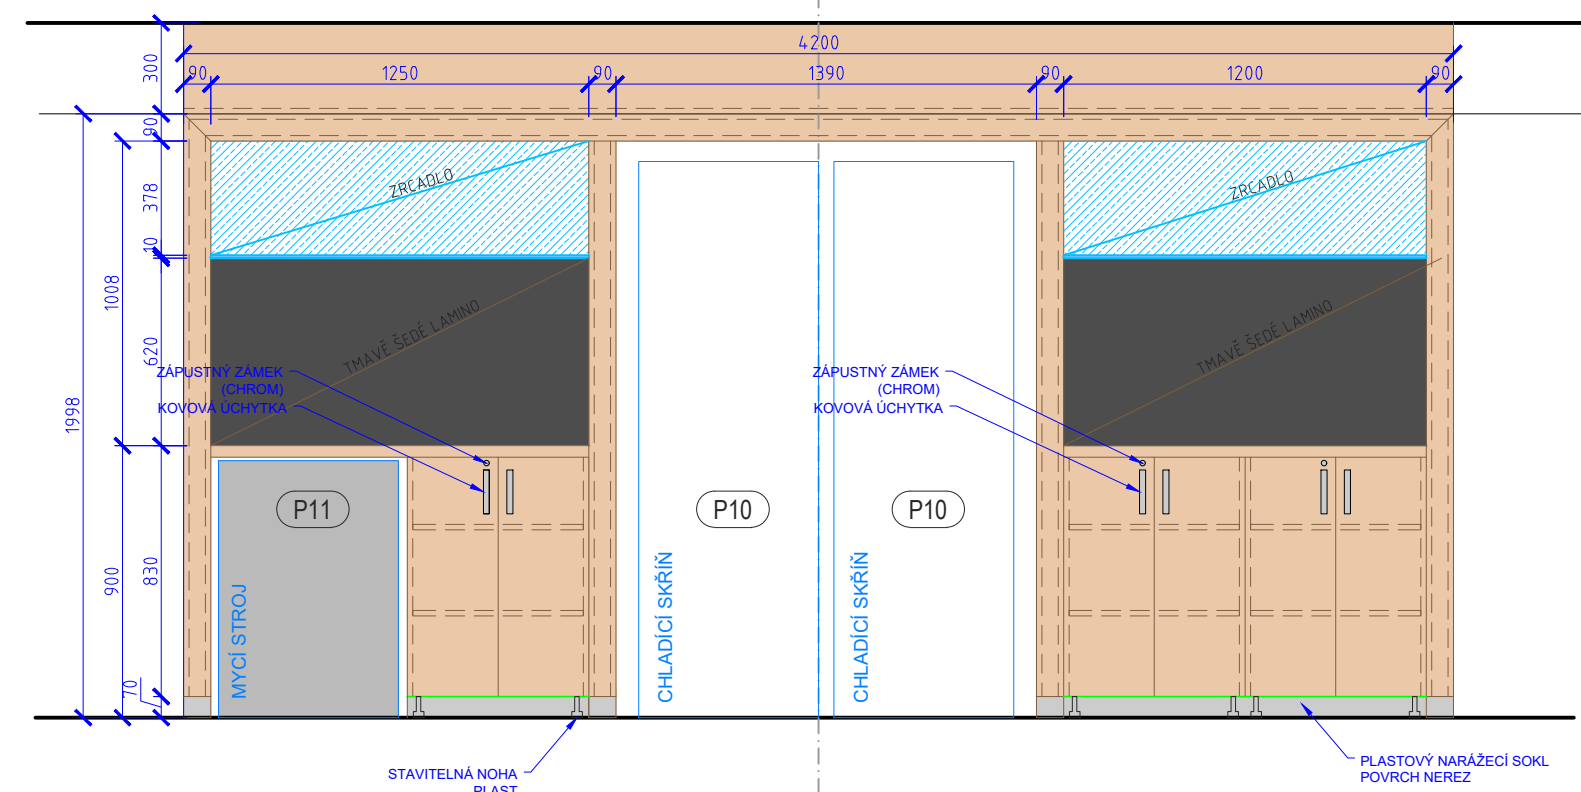 4200
300
90
1250
90
1390
90
1200
90
90
378
10
1008
620
1998
900
830
70
ZRCADLO
ZRCADLO
TMAVĚ ŠEDÉ LAMINO
TMAVĚ ŠEDÉ LAMINO
ZÁPUSTNÝ ZÁMEK
(CHROM)
KOVOVÁ ÚCHYTKA
ZÁPUSTNÝ ZÁMEK
(CHROM)
KOVOVÁ ÚCHYTKA
P11
P10
P10
MYCÍ STROJ
CHLADÍCÍ SKŘÍŇ
CHLADÍCÍ SKŘÍŇ
STAVITELNÁ NOHA
PLAST
PLASTOVÝ NARÁŽECÍ SOKL
POVRCH NEREZ